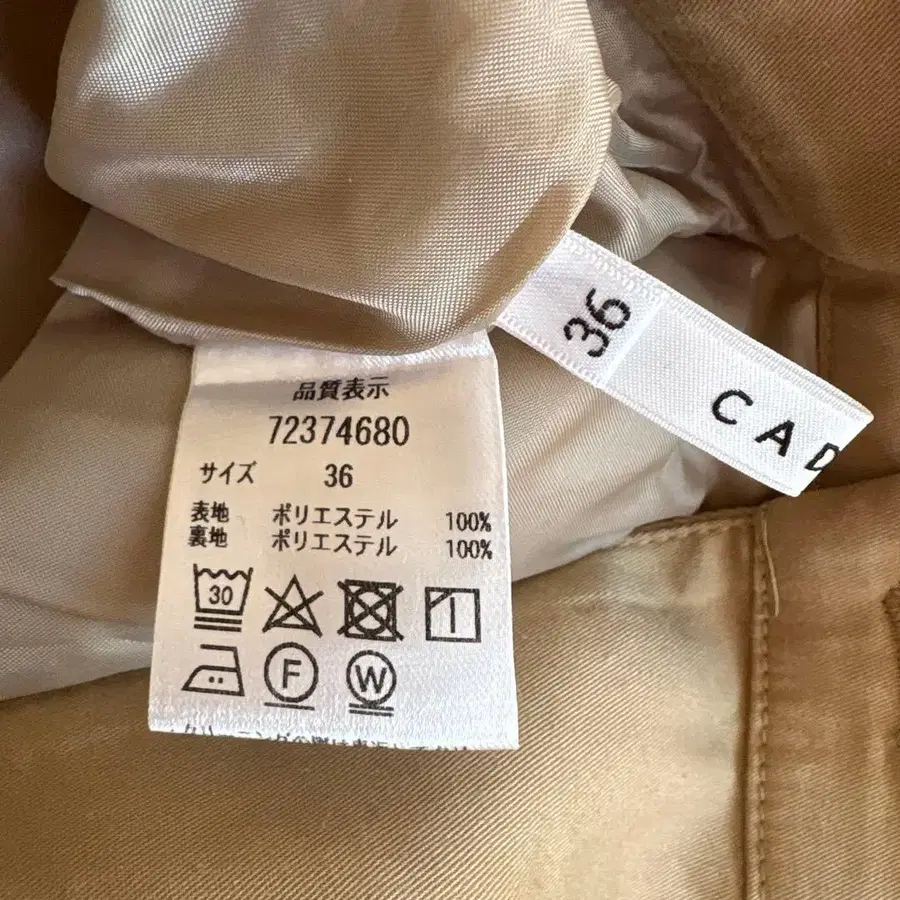 36
CAD
品質表示
72374680
サイズ 36
表地 ポリエステル 100%
裏地 ポリエステル 100%
30
F W